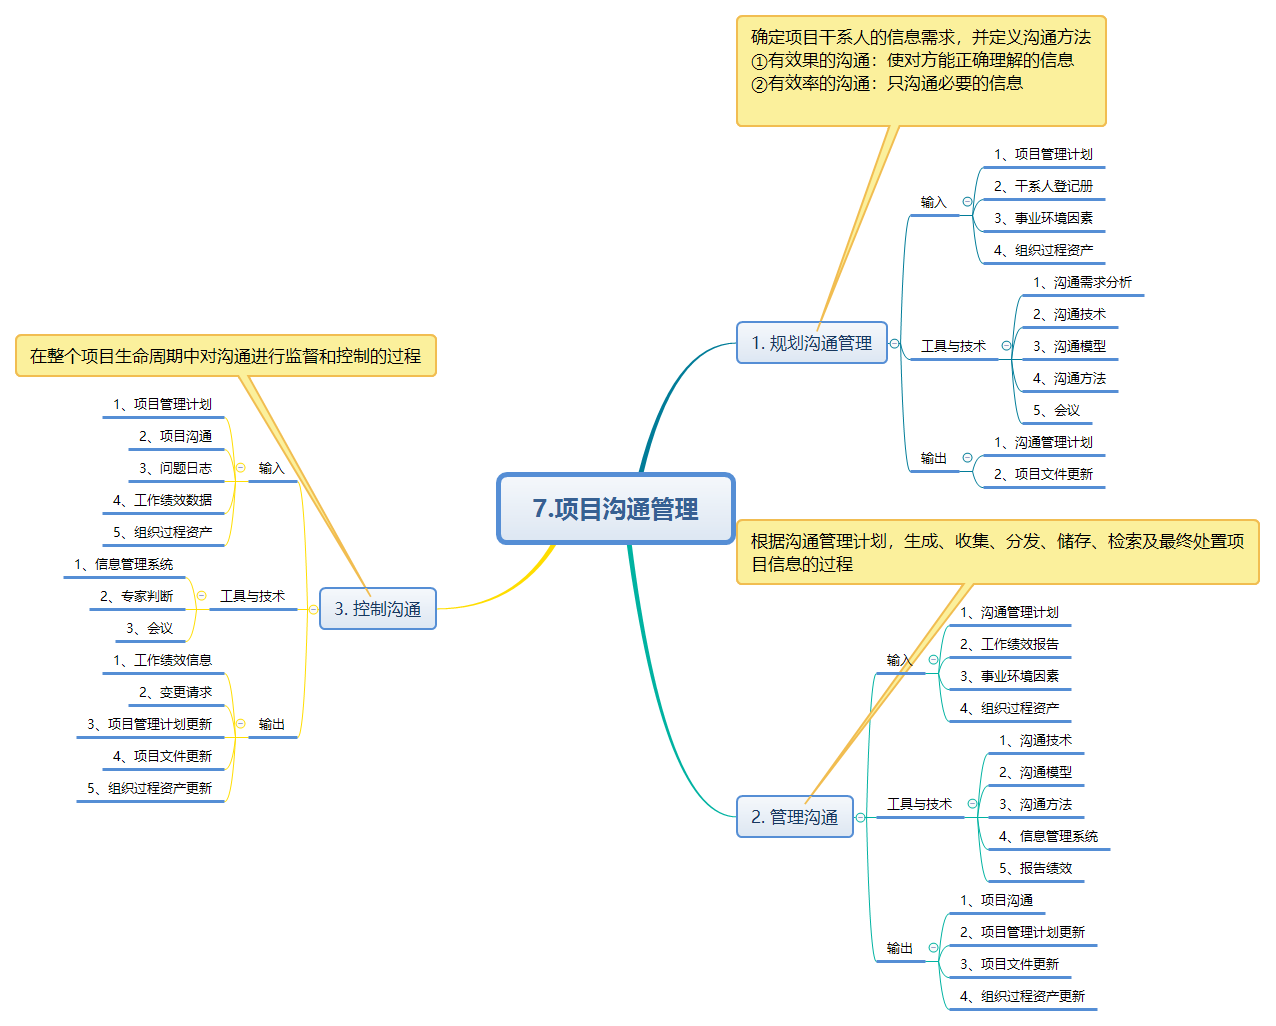 7.项目沟通管理
确定项目干系人的信息需求，并定义沟通方法
①有效果的沟通：使对方能正确理解的信息
②有效率的沟通：只沟通必要的信息
1. 规划沟通管理
输入
1、项目管理计划
2、干系人登记册
3、事业环境因素
4、组织过程资产
工具与技术
1、沟通需求分析
2、沟通技术
3、沟通模型
4、沟通方法
5、会议
输出
1、沟通管理计划
2、项目文件更新
根据沟通管理计划，生成、收集、分发、储存、检索及最终处置项
目信息的过程
2. 管理沟通
输入
1、沟通管理计划
2、工作绩效报告
3、事业环境因素
4、组织过程资产
工具与技术
1、沟通技术
2、沟通模型
3、沟通方法
4、信息管理系统
5、报告绩效
输出
1、项目沟通
2、项目管理计划更新
3、项目文件更新
4、组织过程资产更新
在整个项目生命周期中对沟通进行监督和控制的过程
3. 控制沟通
输入
1、项目管理计划
2、项目沟通
3、问题日志
4、工作绩效数据
5、组织过程资产
工具与技术
1、信息管理系统
2、专家判断
3、会议
输出
1、工作绩效信息
2、变更请求
3、项目管理计划更新
4、项目文件更新
5、组织过程资产更新